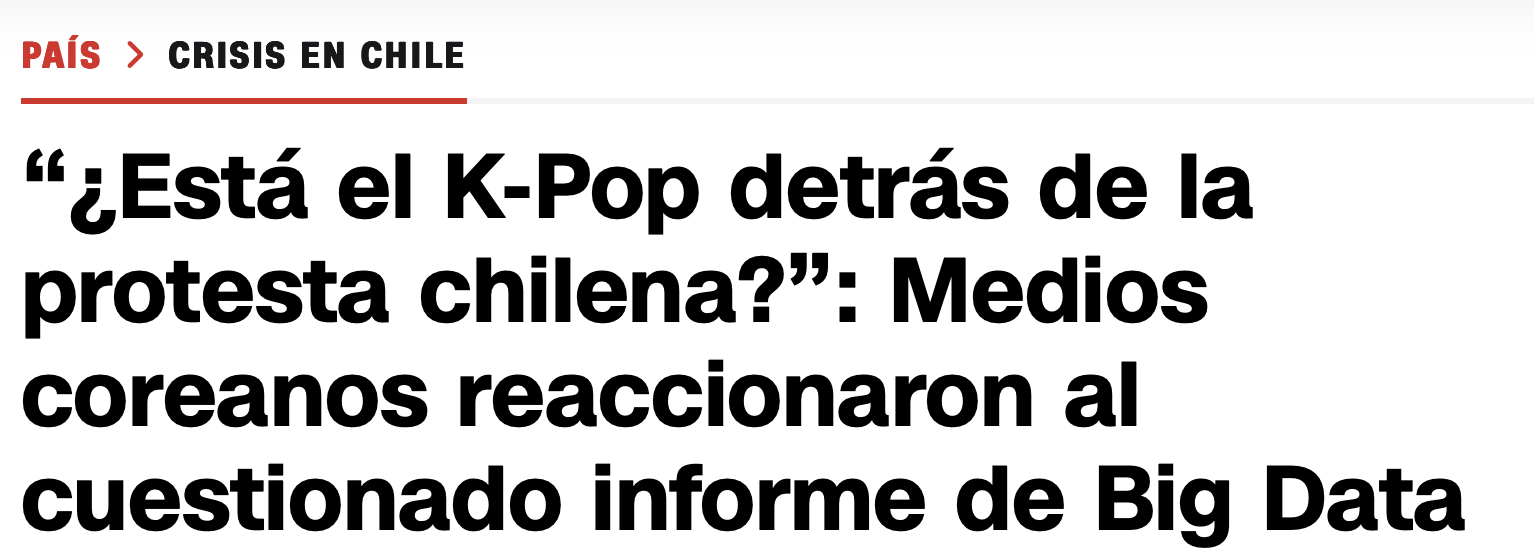 PAÍS > CRISIS EN CHILE
“¿Está el K-Pop detrás de la
protesta chilena?”: Medios
coreanos reaccionaron al
cuestionado informe de Big Data